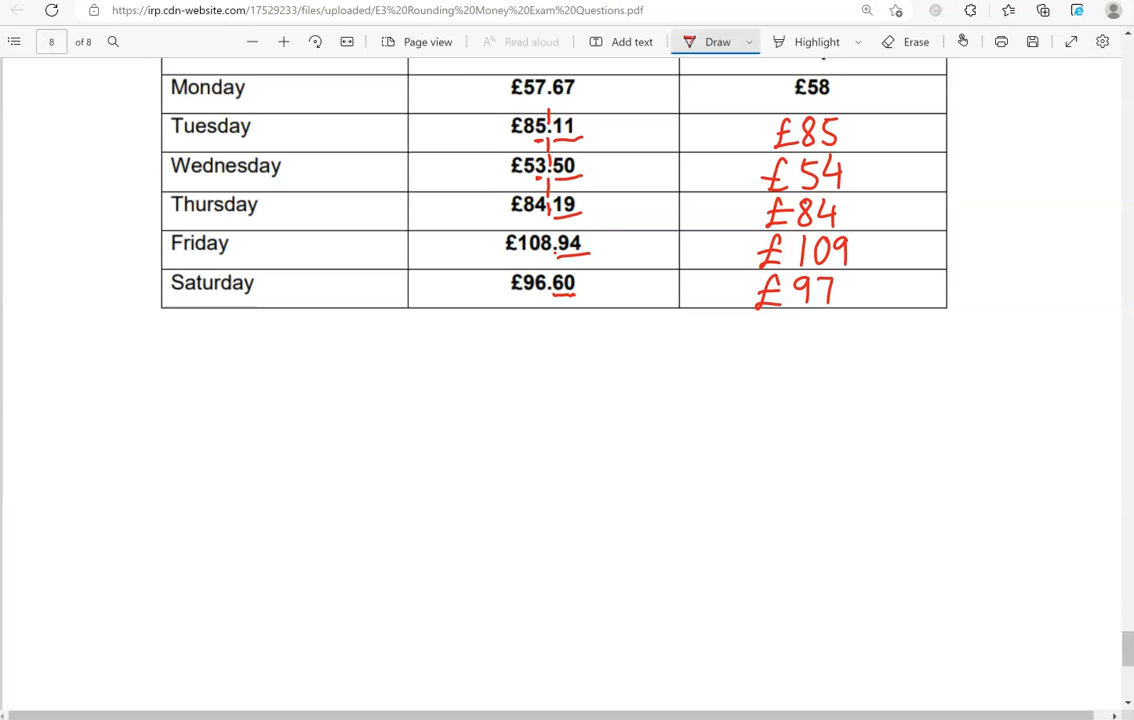 https://irp.cdn-website.com/17529233/files/uploaded/E3%20Rounding%20Money%20Exam%20Questions.pdf
8 of 8 Page view Read aloud Add text Draw Highlight Erase
Monday £57.67 £58
Tuesday £85.11 £85
Wednesday £53.50 £54
Thursday £84.19 £84
Friday £108.94 £109
Saturday £96.60 £97